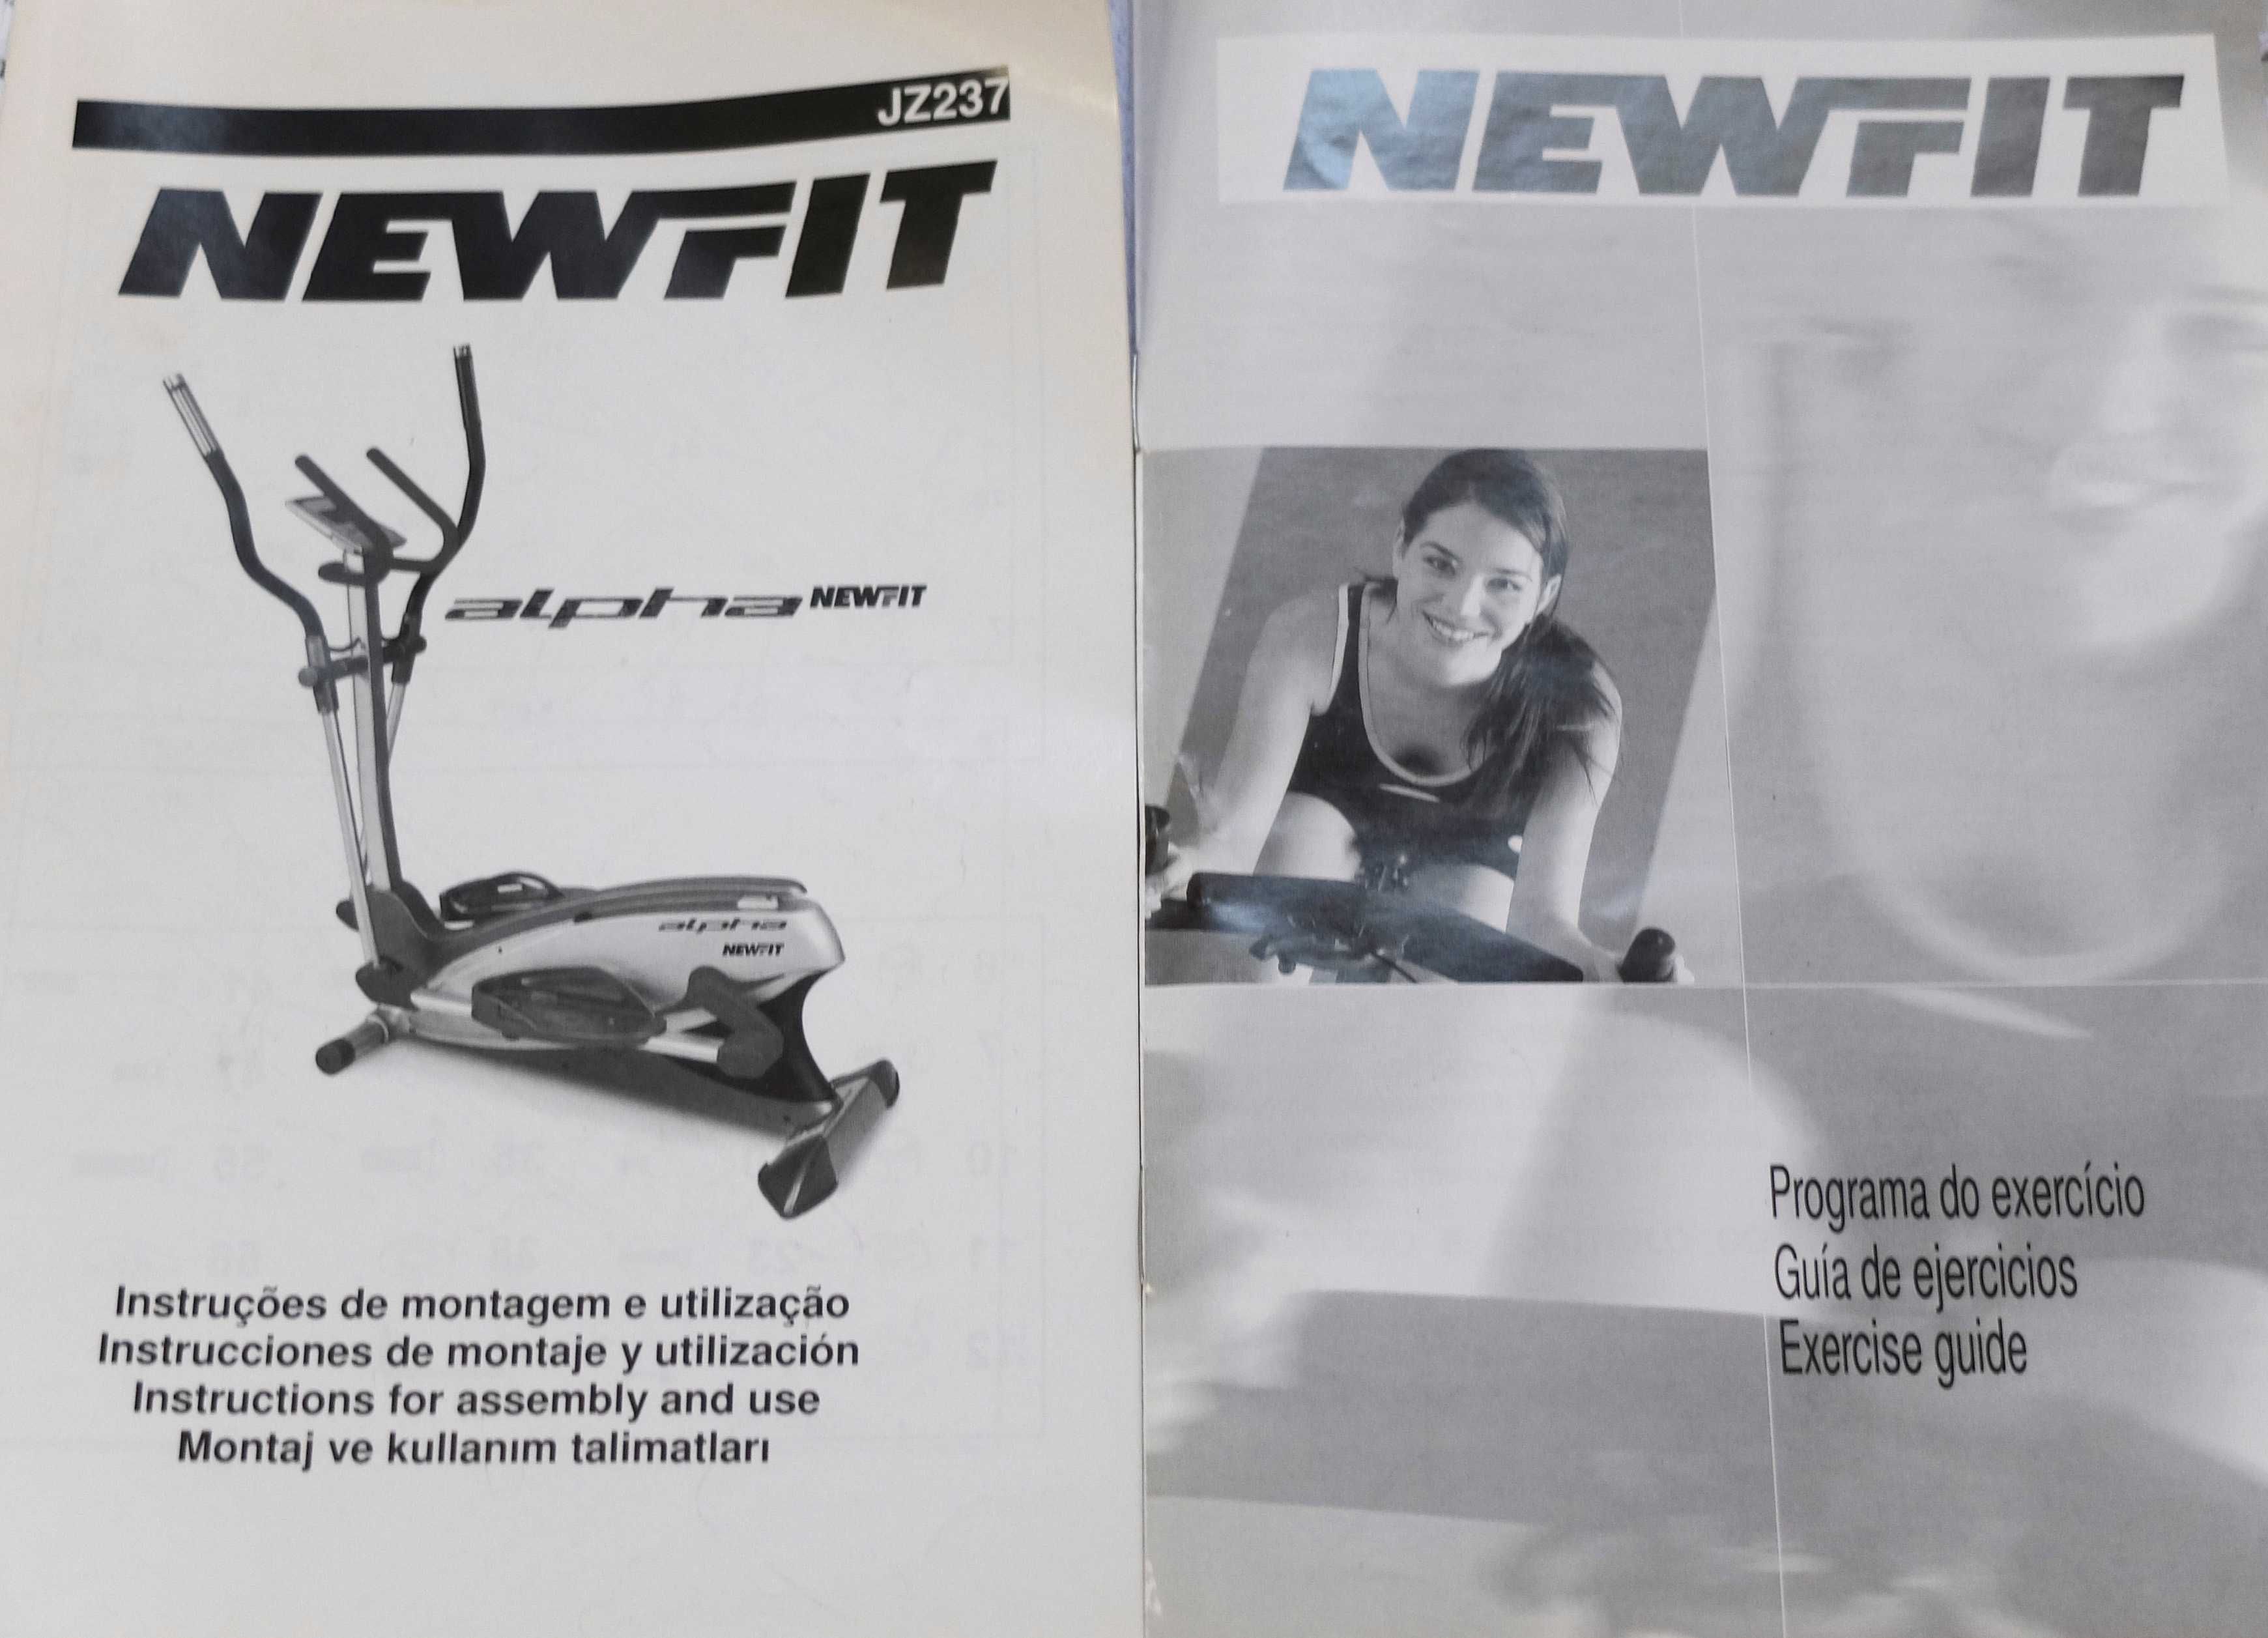 JZ237
NEWFIT
alpha NEWFIT
alpha
NEWFIT
Instruções de montagem e utilização
Instrucciones de montaje y utilización
Instructions for assembly and use
Montaj ve kullanım talimatları
NEWFIT
Programa do exercício
Guía de ejercicios
Exercise guide